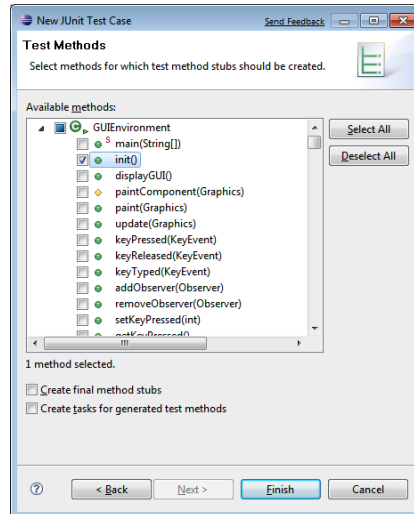 New JUnit Test Case Send Feedback
Test Methods
Select methods for which test method stubs should be created.
Available methods:
GUIEnvironment
Select All
S main(String[])
init()
Deselect All
displayGUI()
paintComponent(Graphics)
paint(Graphics)
update(Graphics)
keyPressed(KeyEvent)
keyReleased(KeyEvent)
keyTyped(KeyEvent)
addObserver(Observer)
removeObserver(Observer)
setKeyPressed(int)
getKeyPressed()
1 method selected.
Create final method stubs
Create tasks for generated test methods
? < Back Next > Finish Cancel